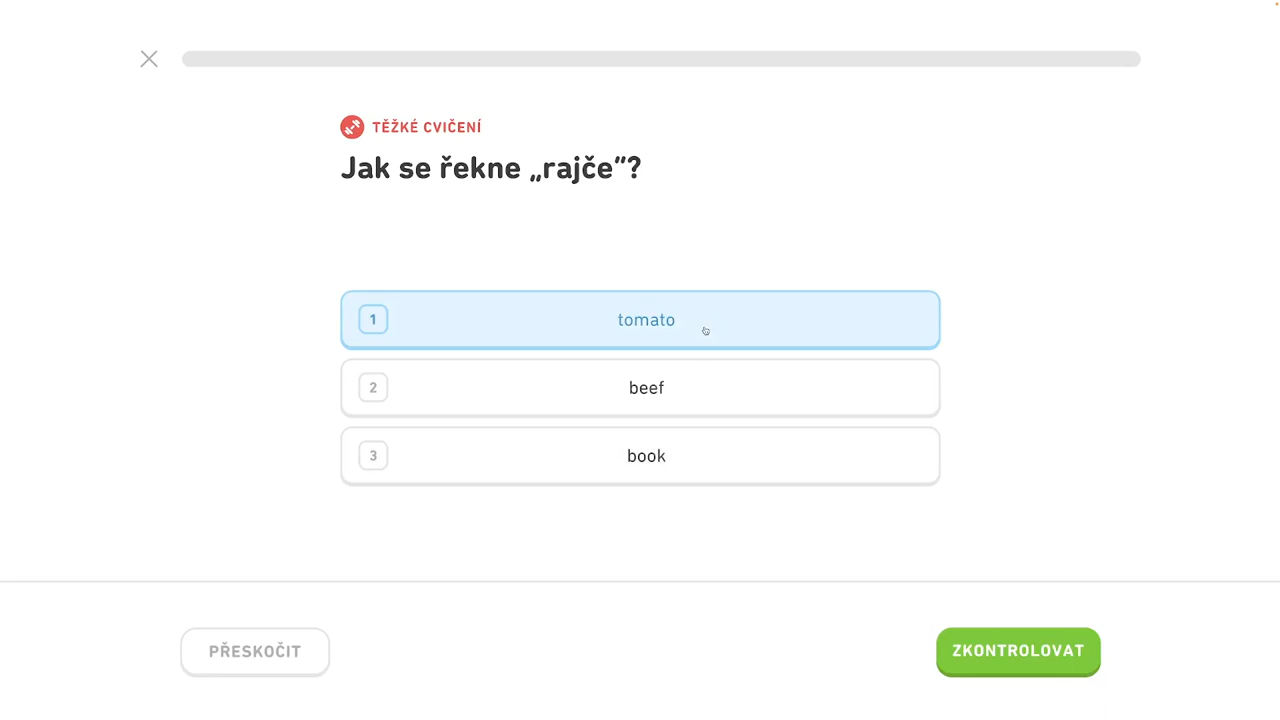 TĚŽKÉ CVIČENÍ
Jak se řekne „rajče“?
1 tomato
2 beef
3 book
PŘESKOČIT
ZKONTROLOVAT